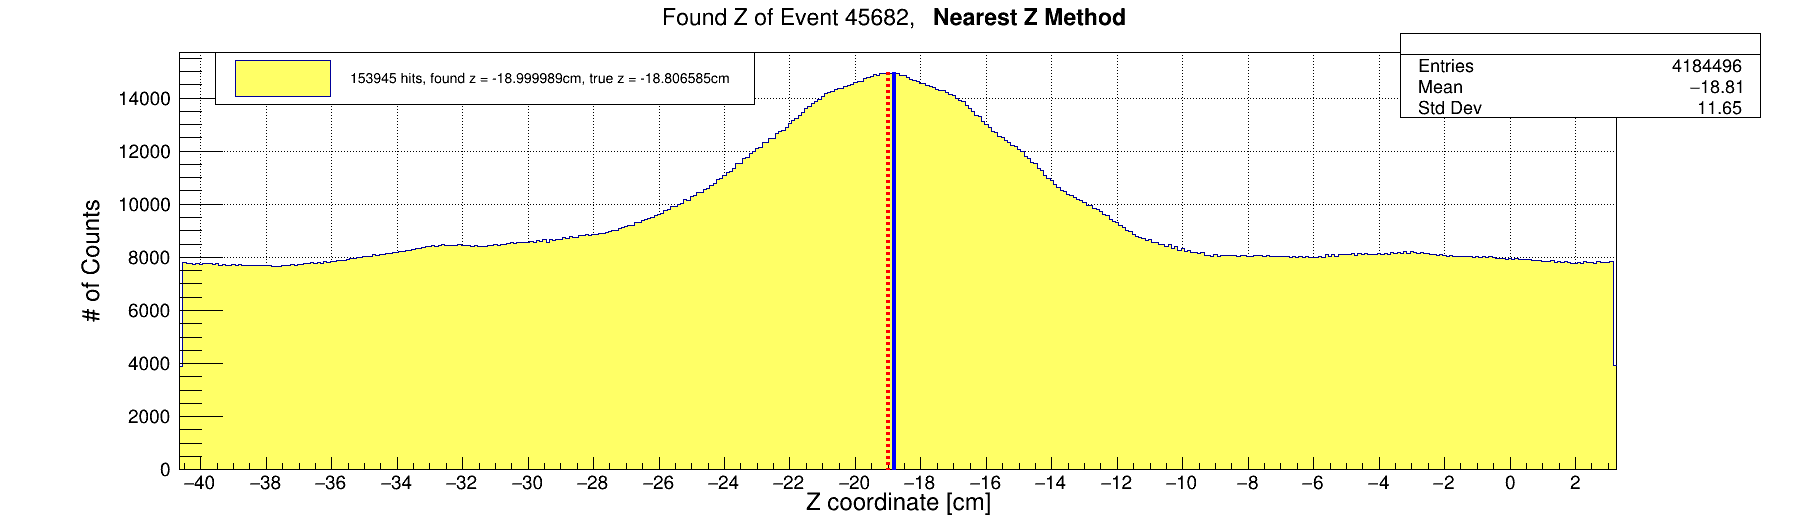 Found Z of Event 45682, Nearest Z Method
153945 hits, found z = -18.999989cm, true z = -18.806585cm
Entries 4184496
Mean −18.81
Std Dev 11.65
# of Counts
14000
12000
10000
8000
6000
4000
2000
0
−40 −38 −36 −34 −32 −30 −28 −26 −24 −22 −20 −18 −16 −14 −12 −10 −8 −6 −4 −2 0 2
Z coordinate [cm]